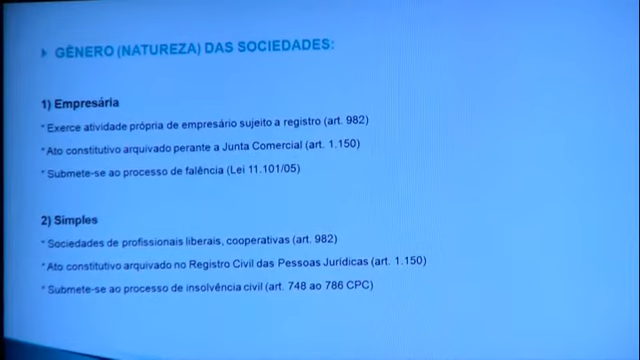 GÊNERO (NATUREZA) DAS SOCIEDADES:
1) Empresária
* Exerce atividade própria de empresário sujeito a registro (art. 982)
* Ato constitutivo arquivado perante a Junta Comercial (art. 1.150)
* Submete-se ao processo de falência (Lei 11.101/05)
2) Simples
* Sociedades de profissionais liberais, cooperativas (art. 982)
* Ato constitutivo arquivado no Registro Civil das Pessoas Jurídicas (art. 1.150)
* Submete-se ao processo de insolvência civil (art. 748 ao 786 CPC)